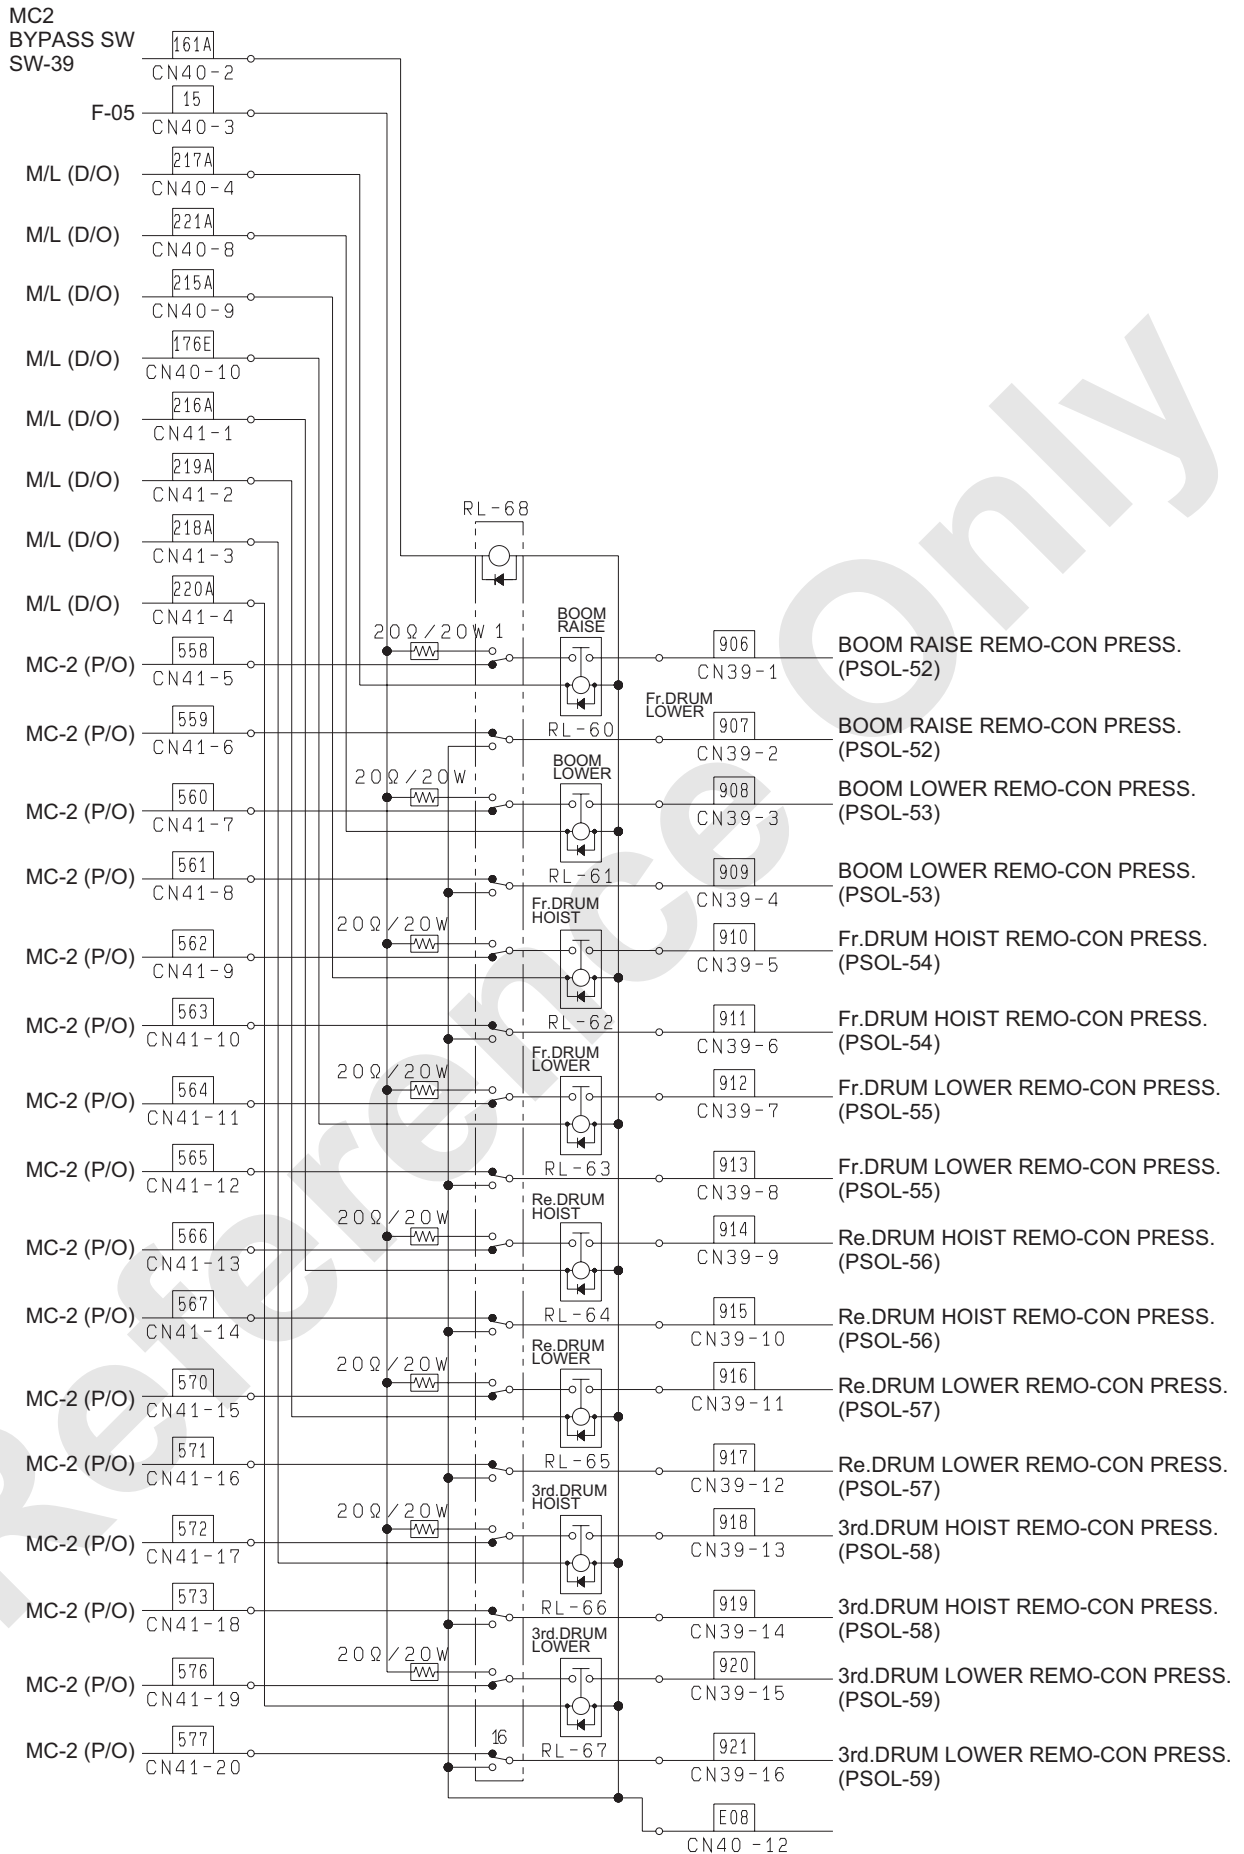 MC2
BYPASS SW
SW-39
161A
CN40-2
F-05
15
CN40-3
M/L (D/O)
217A
CN40-4
M/L (D/O)
221A
CN40-8
M/L (D/O)
215A
CN40-9
M/L (D/O)
176E
CN40-10
M/L (D/O)
216A
CN41-1
M/L (D/O)
219A
CN41-2
M/L (D/O)
218A
CN41-3
M/L (D/O)
220A
CN41-4
RL-68
MC-2 (P/O)
558
CN41-5
20Ω/20W 1
BOOM
RAISE
RL-60
906
CN39-1
BOOM RAISE REMO-CON PRESS.
(PSOL-52)
MC-2 (P/O)
559
CN41-6
Fr.DRUM
LOWER
907
CN39-2
BOOM RAISE REMO-CON PRESS.
(PSOL-52)
MC-2 (P/O)
560
CN41-7
20Ω/20W
BOOM
LOWER
RL-61
908
CN39-3
BOOM LOWER REMO-CON PRESS.
(PSOL-53)
MC-2 (P/O)
561
CN41-8
909
CN39-4
BOOM LOWER REMO-CON PRESS.
(PSOL-53)
MC-2 (P/O)
562
CN41-9
20Ω/20W
Fr.DRUM
HOIST
RL-62
910
CN39-5
Fr.DRUM HOIST REMO-CON PRESS.
(PSOL-54)
MC-2 (P/O)
563
CN41-10
911
CN39-6
Fr.DRUM HOIST REMO-CON PRESS.
(PSOL-54)
MC-2 (P/O)
564
CN41-11
20Ω/20W
Fr.DRUM
LOWER
RL-63
912
CN39-7
Fr.DRUM LOWER REMO-CON PRESS.
(PSOL-55)
MC-2 (P/O)
565
CN41-12
913
CN39-8
Fr.DRUM LOWER REMO-CON PRESS.
(PSOL-55)
MC-2 (P/O)
566
CN41-13
20Ω/20W
Re.DRUM
HOIST
RL-64
914
CN39-9
Re.DRUM HOIST REMO-CON PRESS.
(PSOL-56)
MC-2 (P/O)
567
CN41-14
915
CN39-10
Re.DRUM HOIST REMO-CON PRESS.
(PSOL-56)
MC-2 (P/O)
570
CN41-15
20Ω/20W
Re.DRUM
LOWER
RL-65
916
CN39-11
Re.DRUM LOWER REMO-CON PRESS.
(PSOL-57)
MC-2 (P/O)
571
CN41-16
917
CN39-12
Re.DRUM LOWER REMO-CON PRESS.
(PSOL-57)
MC-2 (P/O)
572
CN41-17
20Ω/20W
3rd.DRUM
HOIST
RL-66
918
CN39-13
3rd.DRUM HOIST REMO-CON PRESS.
(PSOL-58)
MC-2 (P/O)
573
CN41-18
919
CN39-14
3rd.DRUM HOIST REMO-CON PRESS.
(PSOL-58)
MC-2 (P/O)
576
CN41-19
20Ω/20W
3rd.DRUM
LOWER
RL-67
920
CN39-15
3rd.DRUM LOWER REMO-CON PRESS.
(PSOL-59)
MC-2 (P/O)
577
CN41-20
16
921
CN39-16
3rd.DRUM LOWER REMO-CON PRESS.
(PSOL-59)
E08
CN40 -12
Reference Only